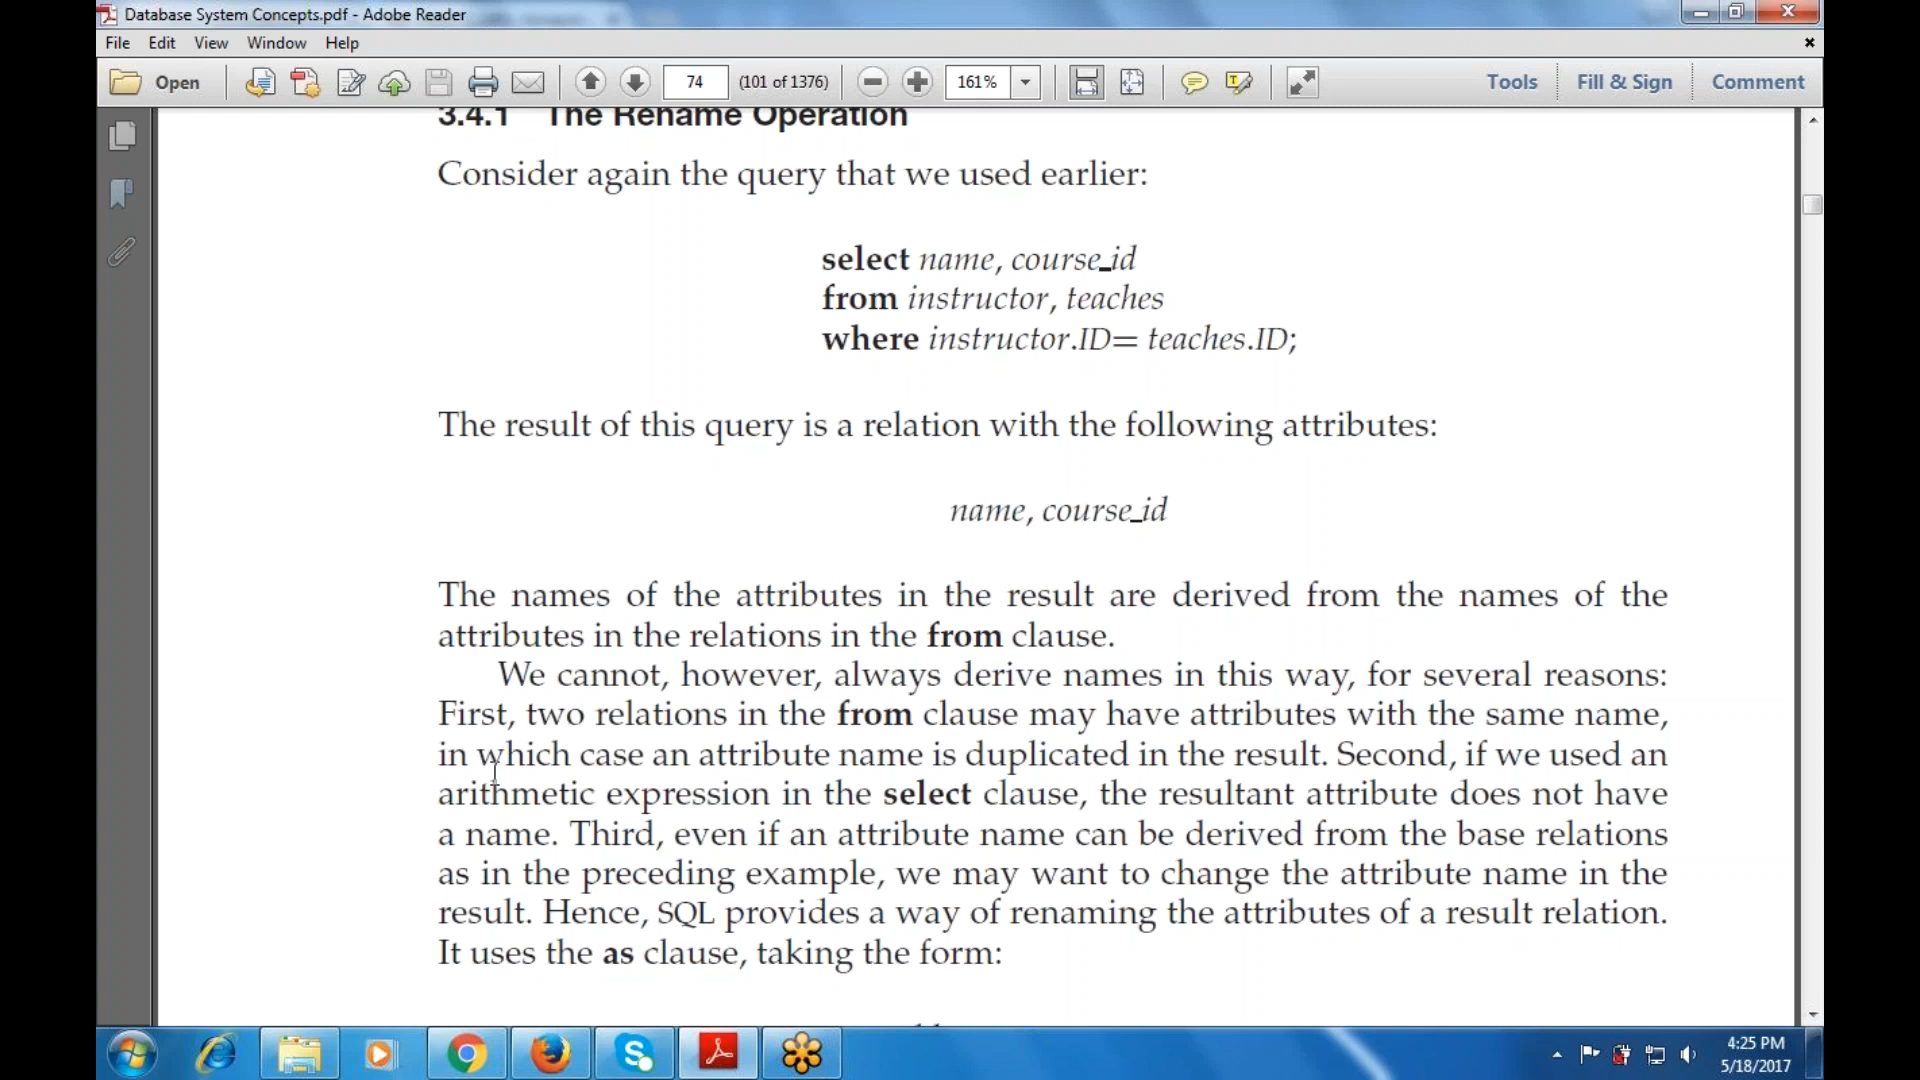 Database System Concepts.pdf - Adobe Reader
File Edit View Window Help
Open 74 (101 of 1376) 161% Tools Fill & Sign Comment
3.4.1 The Rename Operation
Consider again the query that we used earlier:
select name, course_id
from instructor, teaches
where instructor.ID= teaches.ID;
The result of this query is a relation with the following attributes:
name, course_id
The names of the attributes in the result are derived from the names of the
attributes in the relations in the from clause.
We cannot, however, always derive names in this way, for several reasons:
First, two relations in the from clause may have attributes with the same name,
in which case an attribute name is duplicated in the result. Second, if we used an
arithmetic expression in the select clause, the resultant attribute does not have
a name. Third, even if an attribute name can be derived from the base relations
as in the preceding example, we may want to change the attribute name in the
result. Hence, SQL provides a way of renaming the attributes of a result relation.
It uses the as clause, taking the form:
4:25 PM
5/18/2017